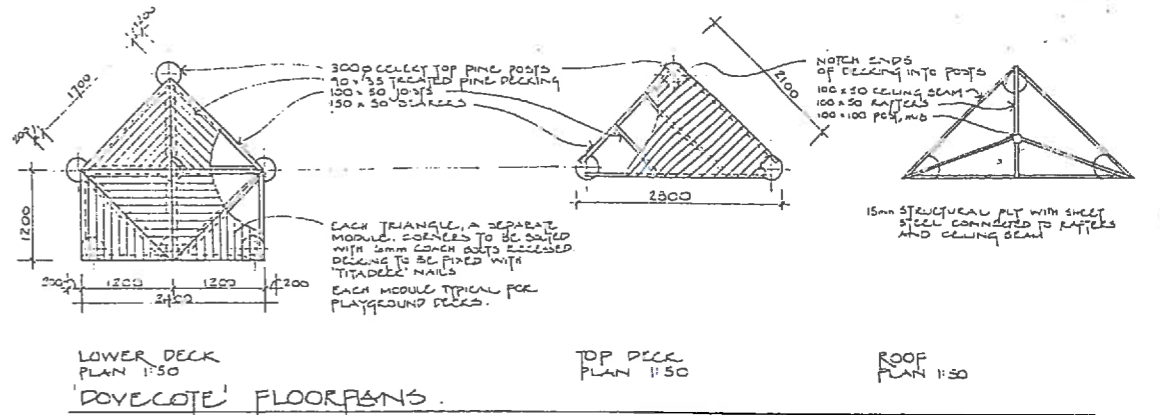 300Ø SELECT TOP PINE POSTS
90 x 35 TREATED PINE DECKING
100 x 50 JOISTS
150 x 50 BEARERS
1700
200
1200
EACH TRIANGLE, A SEPARATE
MODULE. CORNERS TO BE BOLTED
WITH COACH BOLTS RECESSED
DECKING TO BE FIXED WITH
'TITADECK' NAILS
EACH MODULE TYPICAL FOR
PLAYGROUND DECKS.
200 1200 1200 200
2400
LOWER DECK
PLAN 1:50
2100
2800
TOP DECK
PLAN 1:50
NOTCH ENDS
OF DECKING INTO POSTS
100 x 50 CEILING BEAM
100 x 50 RAFTERS
100 x 100 POST
15mm STRUCTURAL PLY WITH SHEET
STEEL CONNECTED TO RAFTERS
AND CEILING BEAM
ROOF
PLAN 1:50
'DOVECOTE' FLOORPLANS.